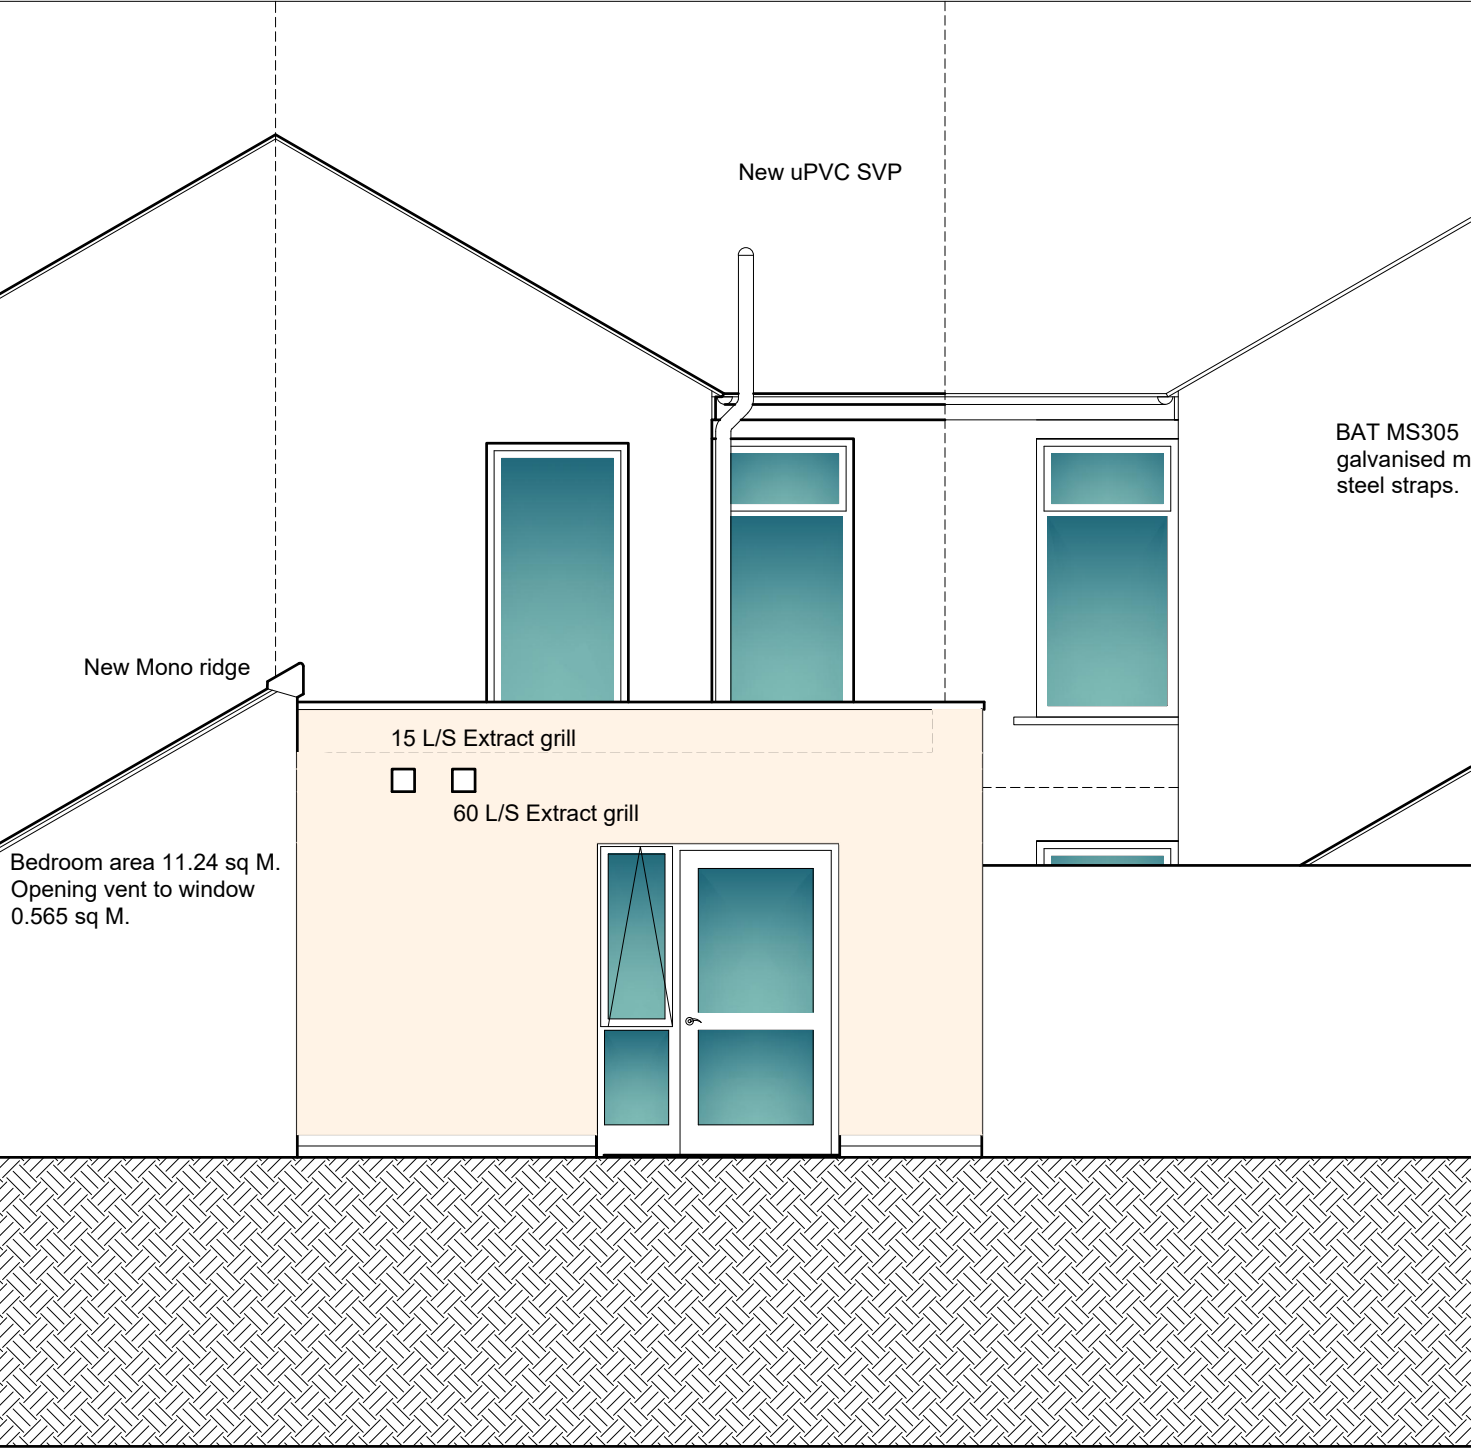 New uPVC SVP
BAT MS305
galvanised m
steel straps.
New Mono ridge
15 L/S Extract grill
60 L/S Extract grill
Bedroom area 11.24 sq M.
Opening vent to window
0.565 sq M.